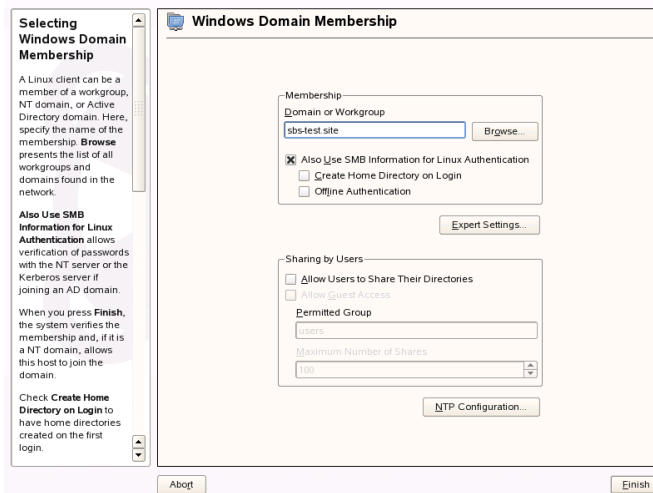 Selecting
Windows Domain
Membership
A Linux client can be a
member of a workgroup,
NT domain, or Active
Directory domain. Here,
specify the name of the
membership. Browse
presents the list of all
workgroups and
domains found in the
network.
Also Use SMB
Information for Linux
Authentication allows
verification of passwords
with the NT server or the
Kerberos server if
joining an AD domain.
When you press Finish,
the system verifies the
membership and, if it is
a NT domain, allows
this host to join the
domain.
Check Create Home
Directory on Login to
have home directories
created on the first
login.
Windows Domain Membership
Membership
Domain or Workgroup
sbs-test.site
Browse...
Also Use SMB Information for Linux Authentication
Create Home Directory on Login
Offline Authentication
Expert Settings...
Sharing by Users
Allow Users to Share Their Directories
Allow Guest Access
Permitted Group
users
Maximum Number of Shares
100
NTP Configuration...
Abort
Finish